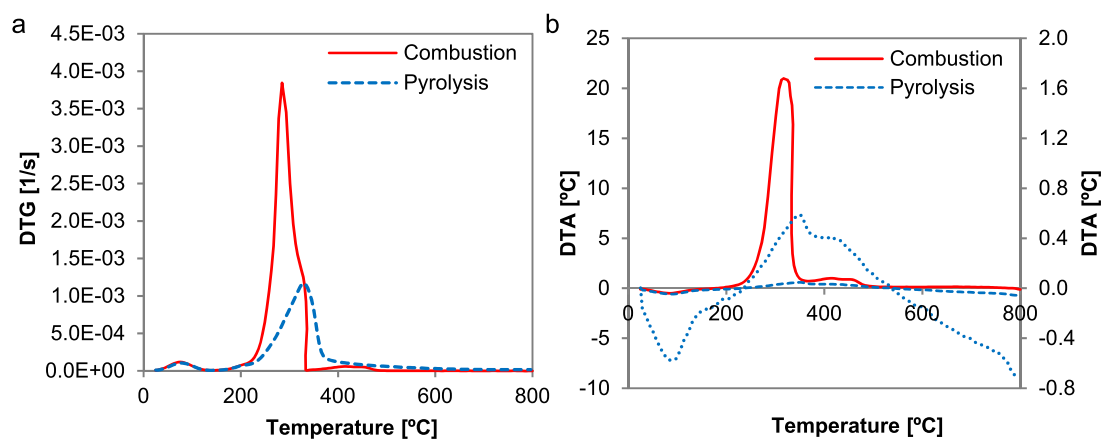 a
4.5E-03
4.0E-03
3.5E-03
3.0E-03
2.5E-03
2.0E-03
1.5E-03
1.0E-03
5.0E-04
0.0E+00
DTG [1/s]
Combustion
Pyrolysis
0 200 400 600 800
Temperature [ºC]
b
25
20
15
10
5
0
-5
-10
DTA [ºC]
Combustion
Pyrolysis
2.0
1.6
1.2
0.8
0.4
0.0
-0.4
-0.8
DTA [ºC]
0 200 400 600 800
Temperature [ºC]